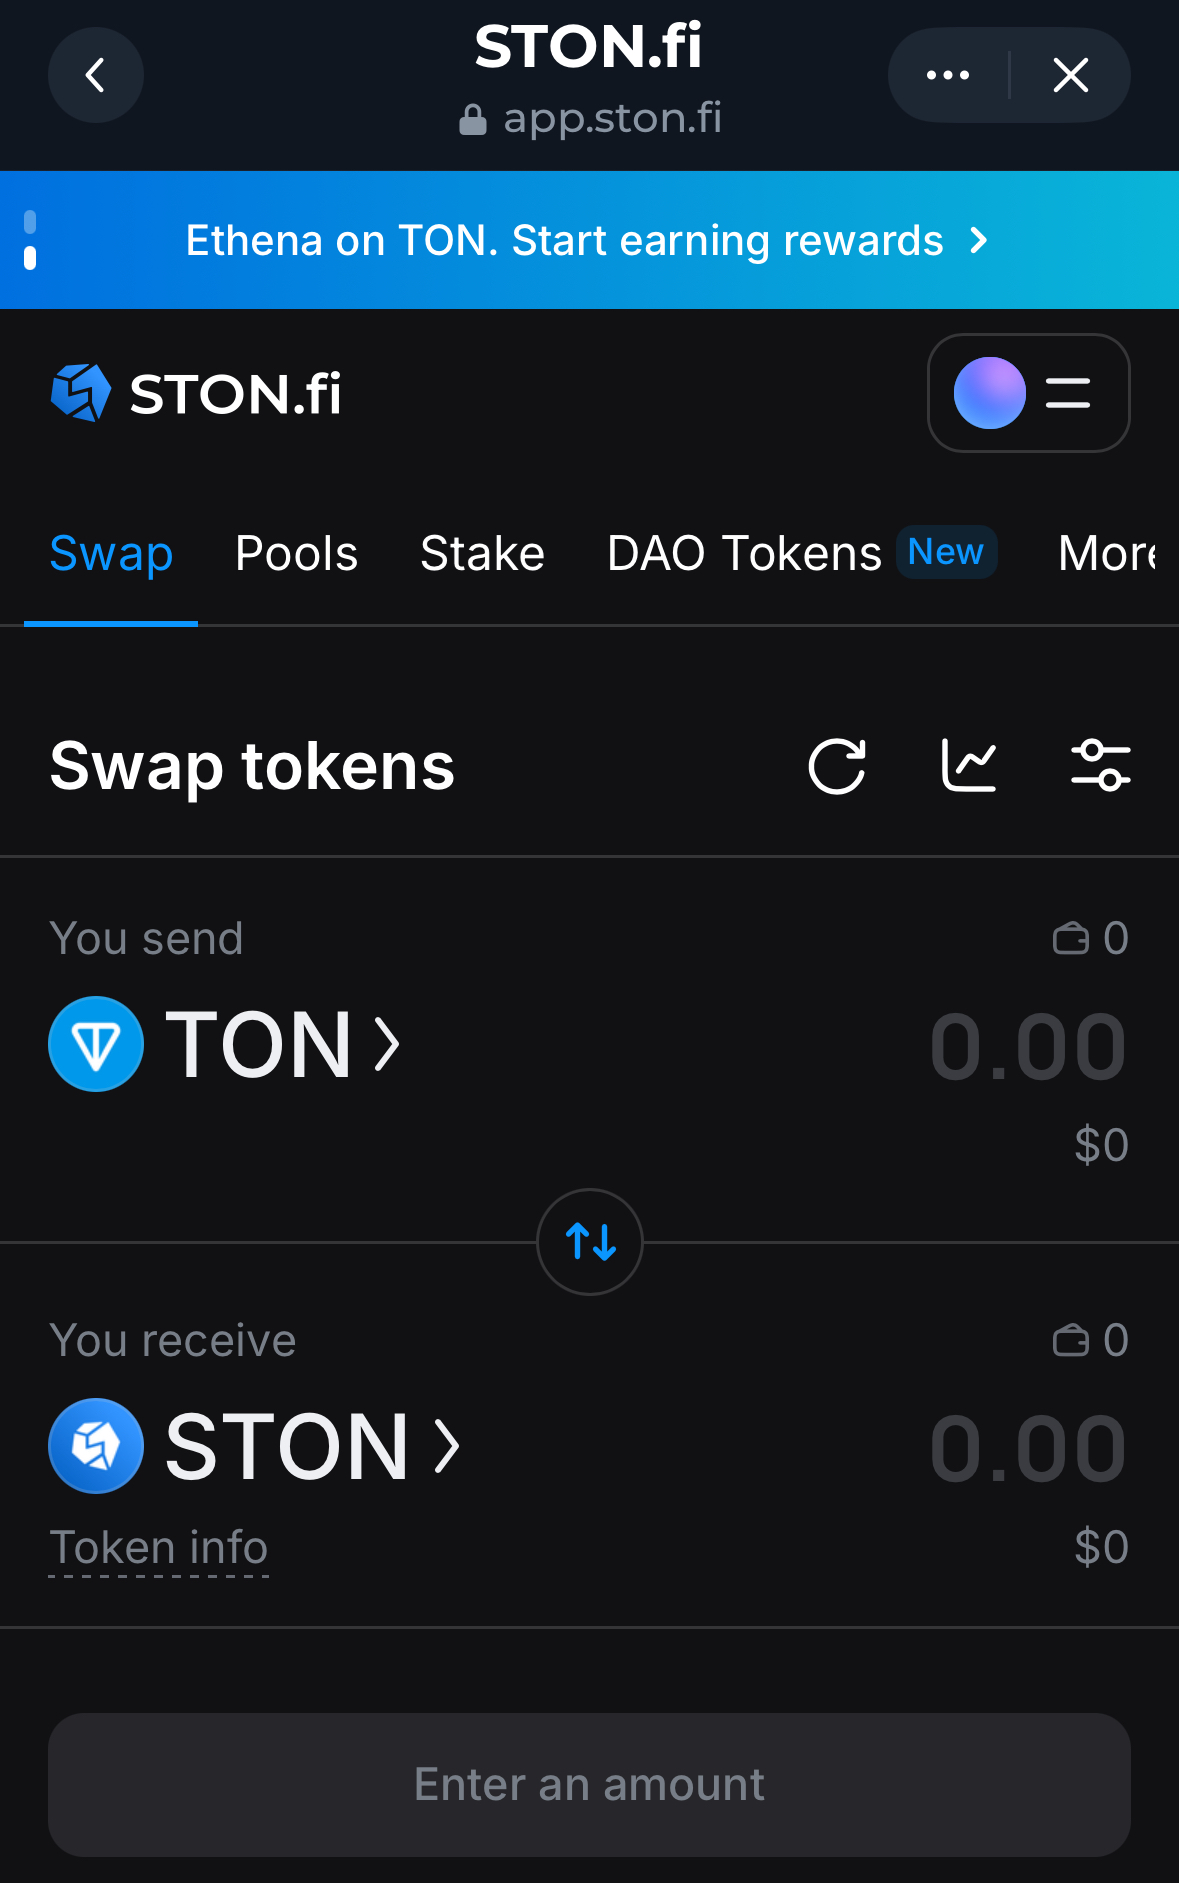 STON.fi
app.ston.fi
Ethena on TON. Start earning rewards
STON.fi
Swap Pools Stake DAO Tokens New More
Swap tokens
You send 0
TON 0.00
$0
You receive 0
STON 0.00
Token info $0
Enter an amount